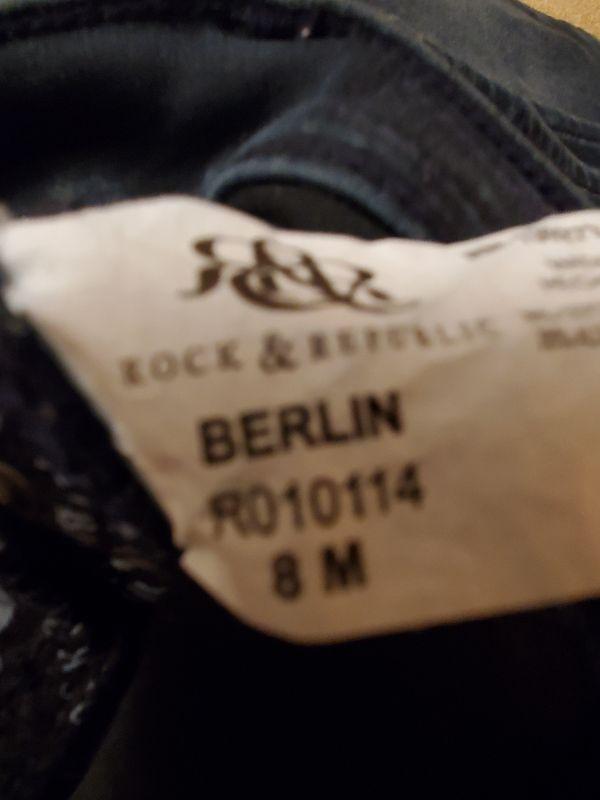 ROCK & REPUBLIC
BERLIN
R010114
8 M